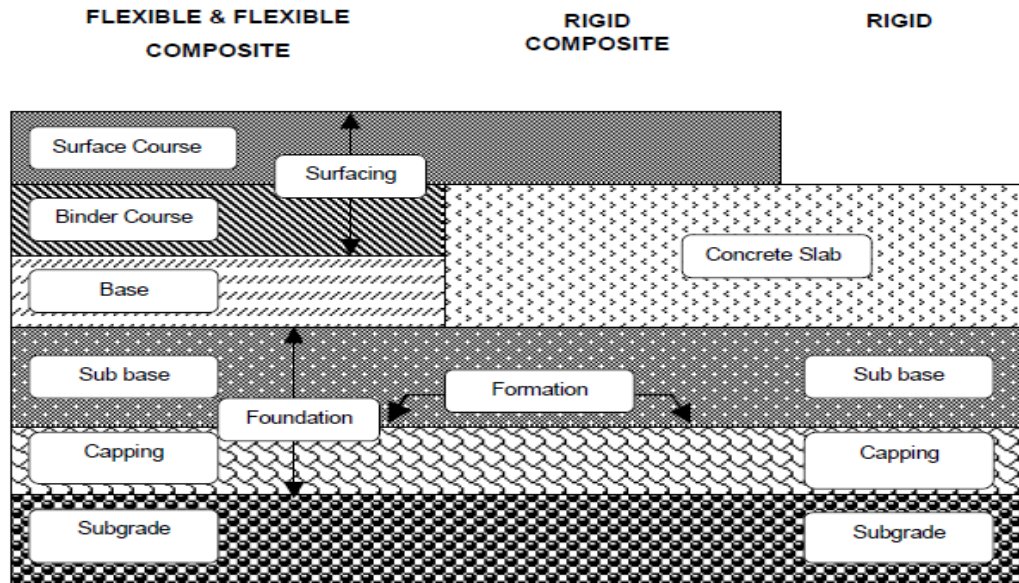 FLEXIBLE & FLEXIBLE
COMPOSITE
RIGID
COMPOSITE
RIGID
Surface Course
Surfacing
Binder Course
Concrete Slab
Base
Sub base
Formation
Sub base
Foundation
Capping
Capping
Subgrade
Subgrade